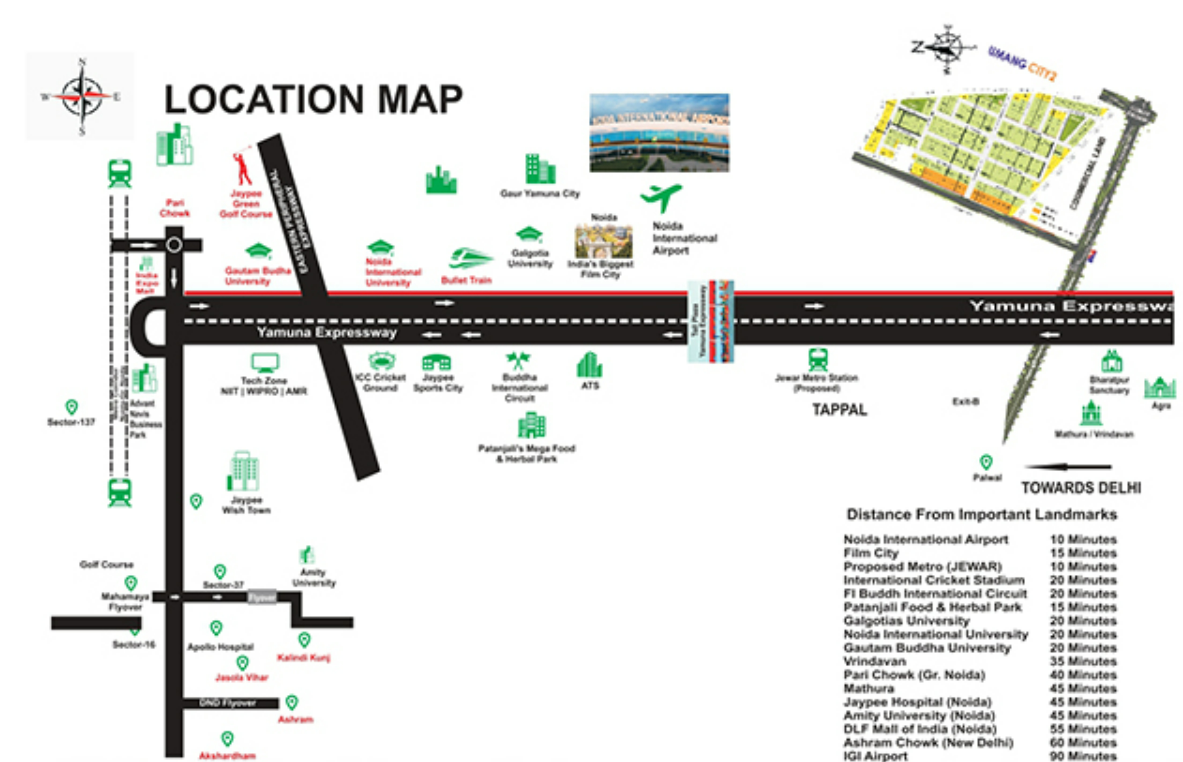 N
W E
S
LOCATION MAP
Z
UMANG CITY2
COMMERCIAL LAND
Pari
Chowk
Jaypee
Green
Golf Course
EASTERN PERIPERAL
EXPRESSWAY
Gaur Yamuna City
Noida
International
Airport
Noida
India's Biggest
Film City
Galgotia
University
Bullet Train
Noida
International
University
Gautam Budha
University
India
Expo
Mall
Yamuna Expresswa
Yamuna Expressway
Toll Plaza
Yamuna Expressway
Tech Zone
NIIT | WIPRO | AMR
ICC Cricket
Ground
Jaypee
Sports City
Buddha
International
Circuit
ATS
Patanjali's Mega Food
& Herbal Park
Jewar Metro Station
(Proposed)
TAPPAL
Exit-B
Bharatpur
Sanctuary
Agra
Mathura / Vrindavan
Palwal
TOWARDS DELHI
Sector-137
Advant
Navis
Business
Park
Jaypee
Wish Town
Golf Course
Mahamaya
Flyover
Sector-37
Flyover
Amity
University
Sector-16
Apollo Hospital
Kalindi Kunj
Jasola Vihar
DND Flyover
Ashram
Akshardham
Distance From Important Landmarks
Noida International Airport 10 Minutes
Film City 15 Minutes
Proposed Metro (JEWAR) 10 Minutes
International Cricket Stadium 20 Minutes
FI Buddh International Circuit 20 Minutes
Patanjali Food & Herbal Park 15 Minutes
Galgotias University 20 Minutes
Noida International University 20 Minutes
Gautam Buddha University 20 Minutes
Vrindavan 35 Minutes
Pari Chowk (Gr. Noida) 40 Minutes
Mathura 45 Minutes
Jaypee Hospital (Noida) 45 Minutes
Amity University (Noida) 45 Minutes
DLF Mall of India (Noida) 55 Minutes
Ashram Chowk (New Delhi) 60 Minutes
IGI Airport 90 Minutes